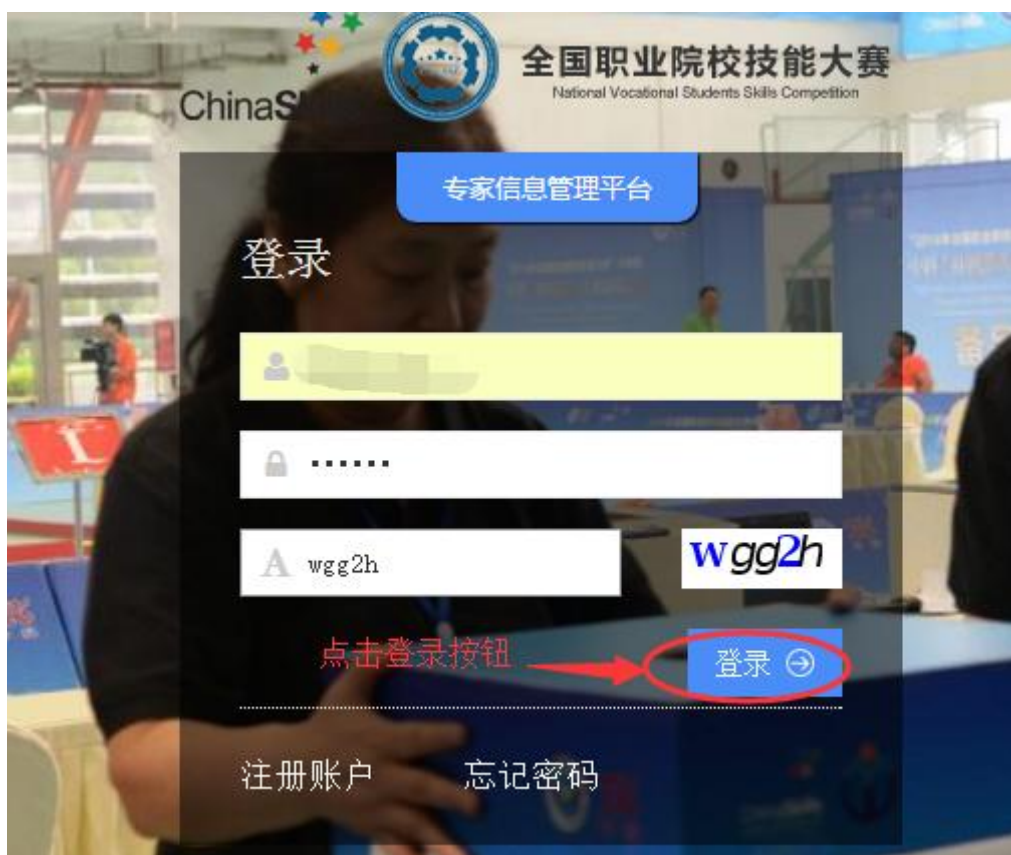 全国职业院校技能大赛
National Vocational Students Skills Competition
China
专家信息管理平台
登录
wgg2h
wgg2h
点击登录按钮
登录
注册账户 忘记密码